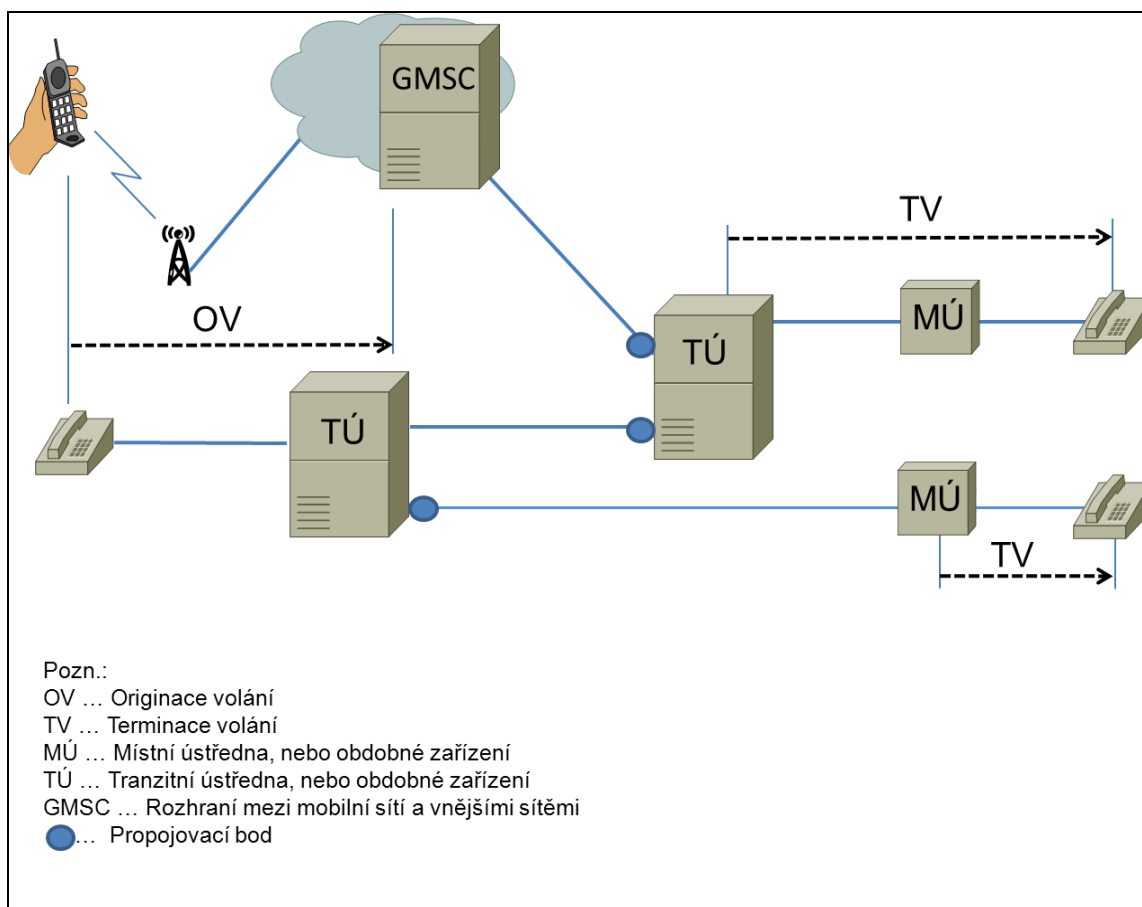 GMSC
TV
OV
MÚ
TÚ
TÚ
MÚ
TV
Pozn.:
OV … Originace volání
TV … Terminace volání
MÚ … Místní ústředna, nebo obdobné zařízení
TÚ … Tranzitní ústředna, nebo obdobné zařízení
GMSC … Rozhraní mezi mobilní sítí a vnějšími sítěmi
… Propojovací bod